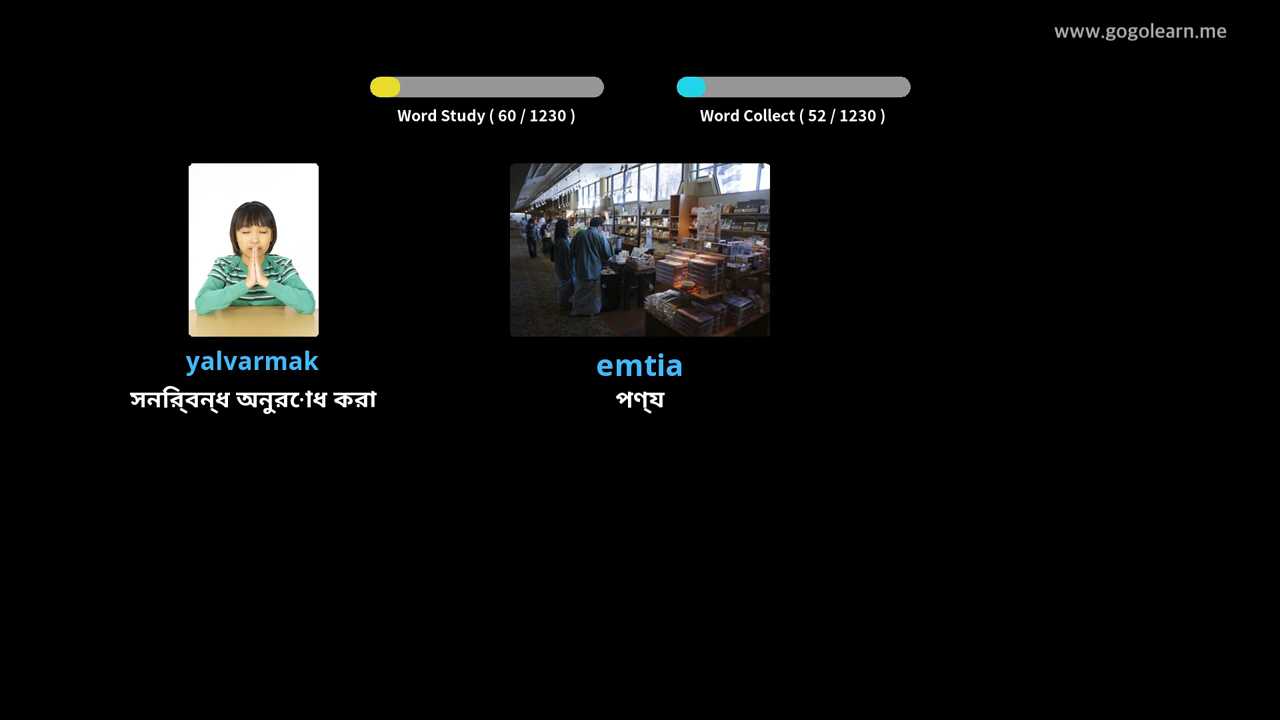 www.gogolearn.me
Word Study ( 60 / 1230 )
Word Collect ( 52 / 1230 )
yalvarmak
সনির্বন্ধ অনুরোধ করা
emtia
পণ্য